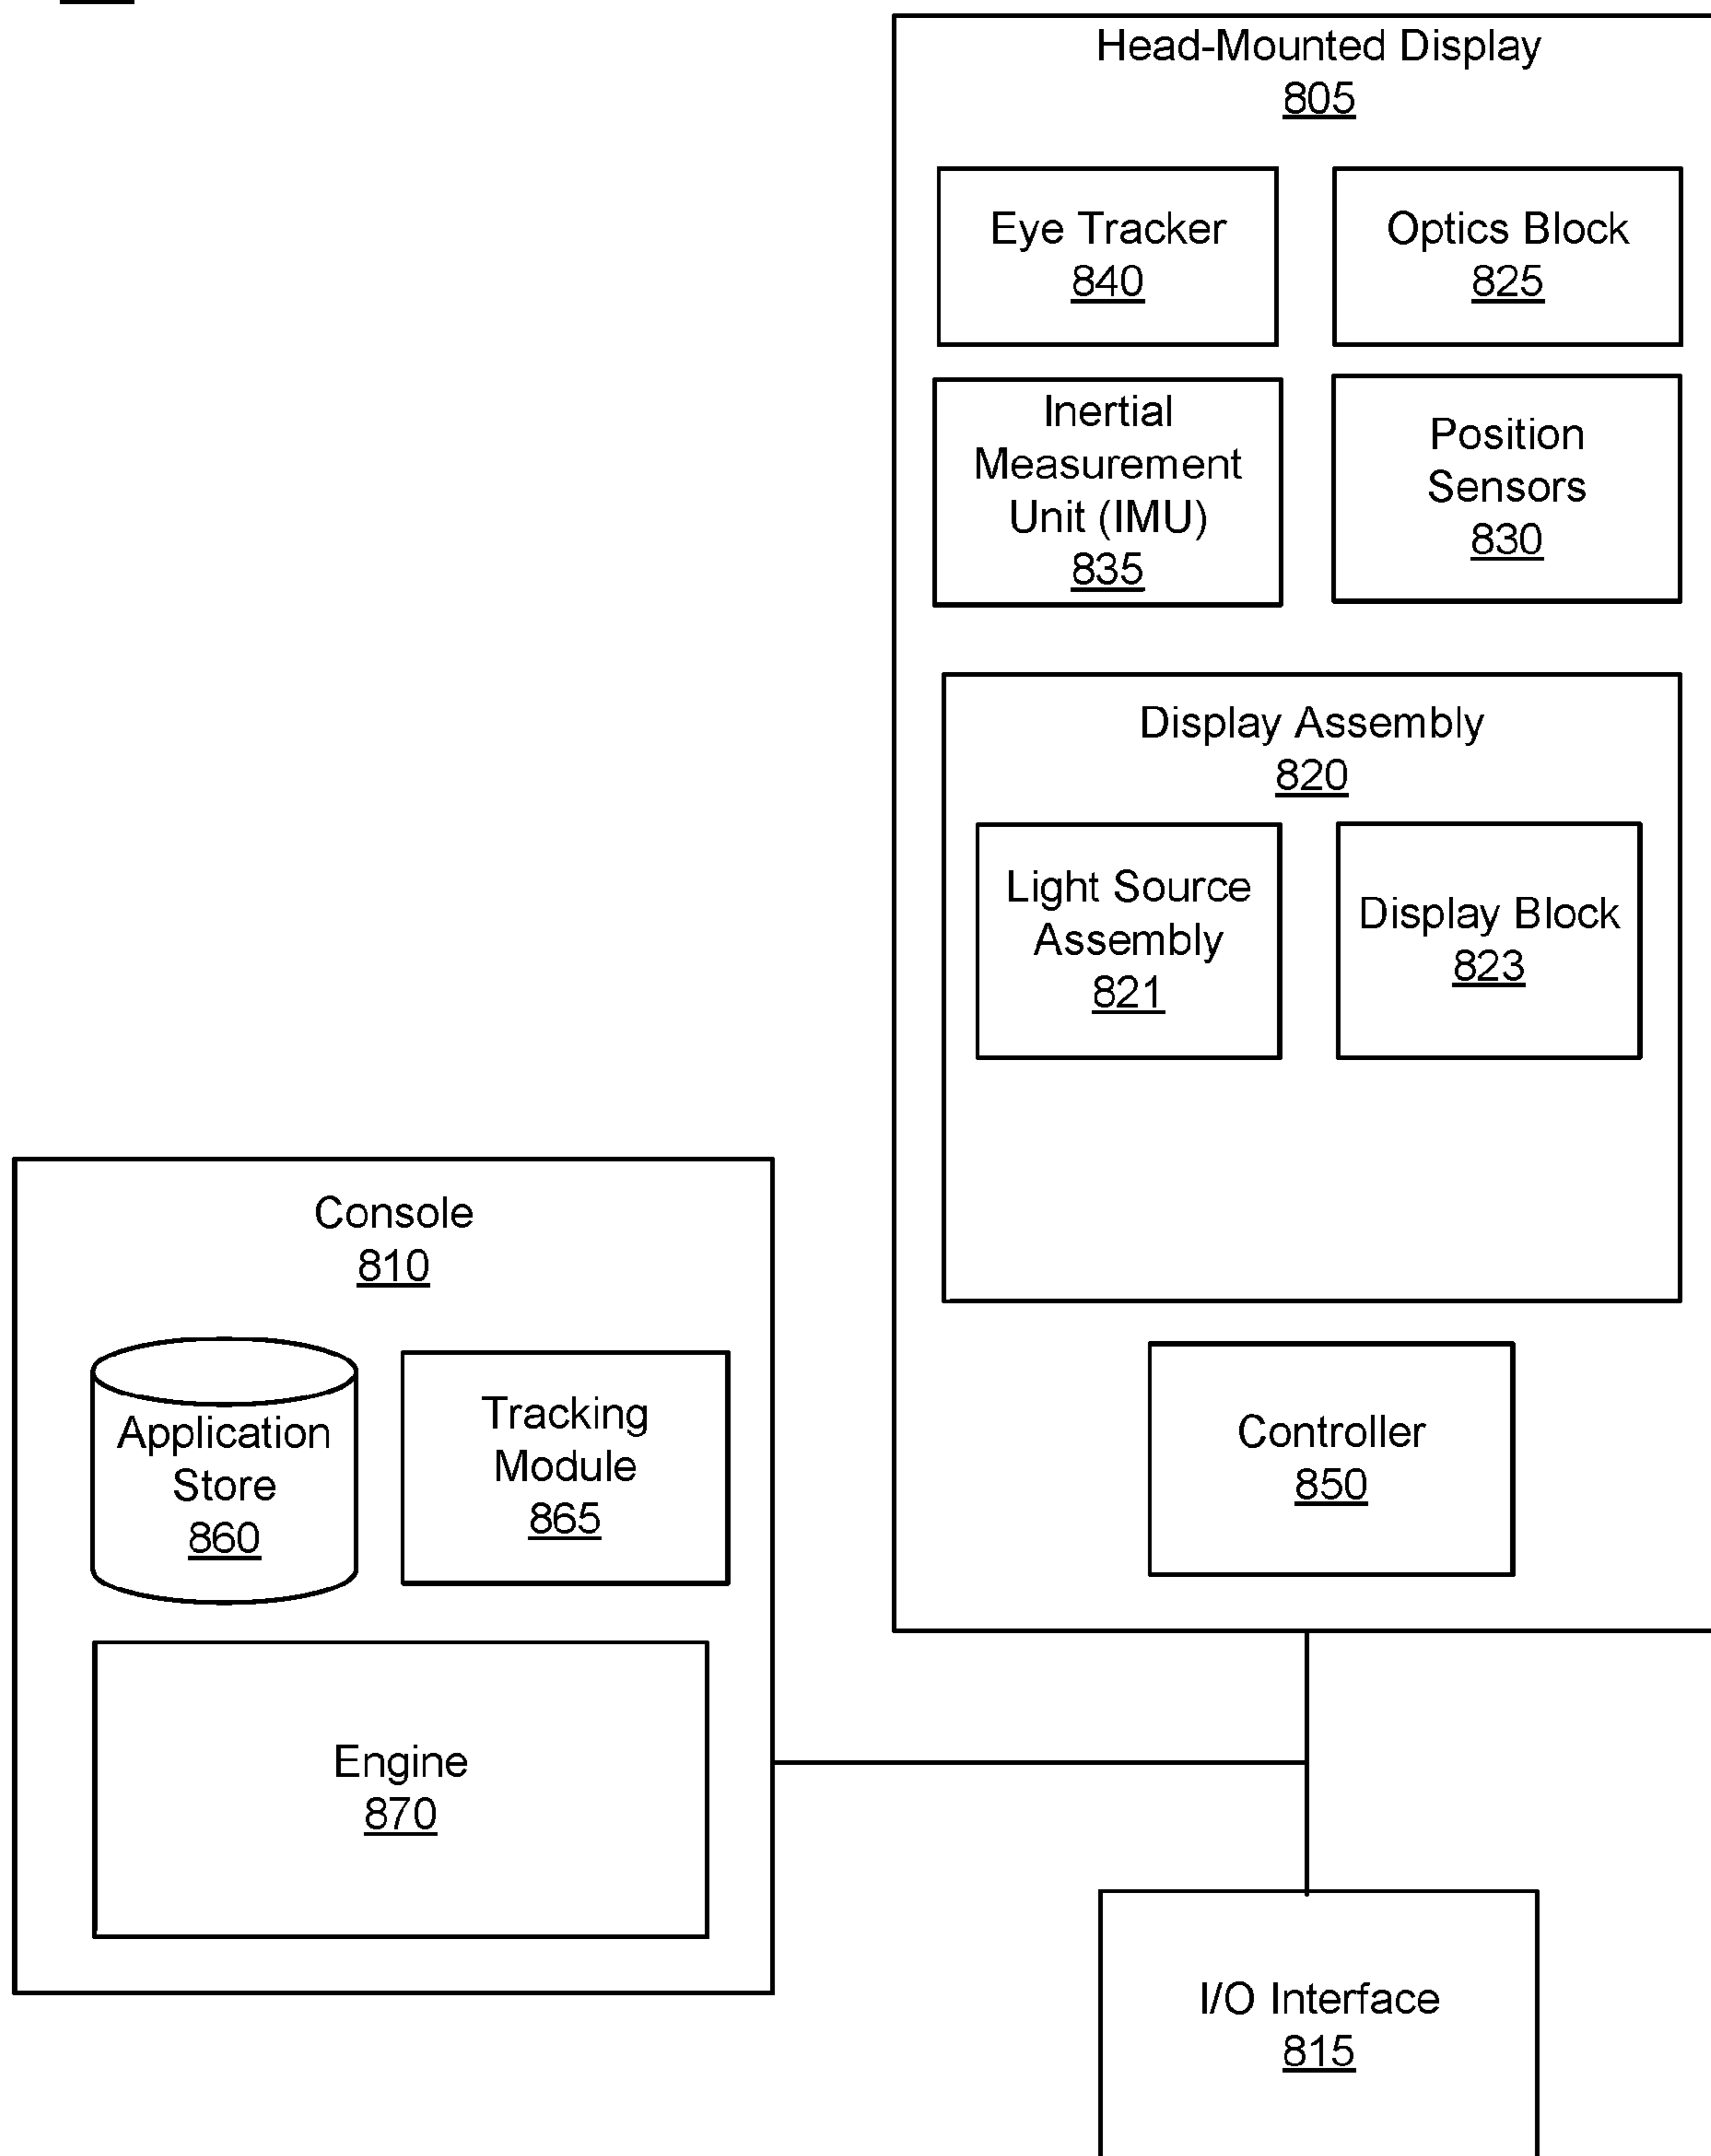 Head-Mounted Display
805
Eye Tracker
840
Optics Block
825
Inertial
Measurement
Unit (IMU)
835
Position
Sensors
830
Display Assembly
820
Light Source
Assembly
821
Display Block
823
Console
810
Application
Store
860
Tracking
Module
865
Controller
850
Engine
870
I/O Interface
815